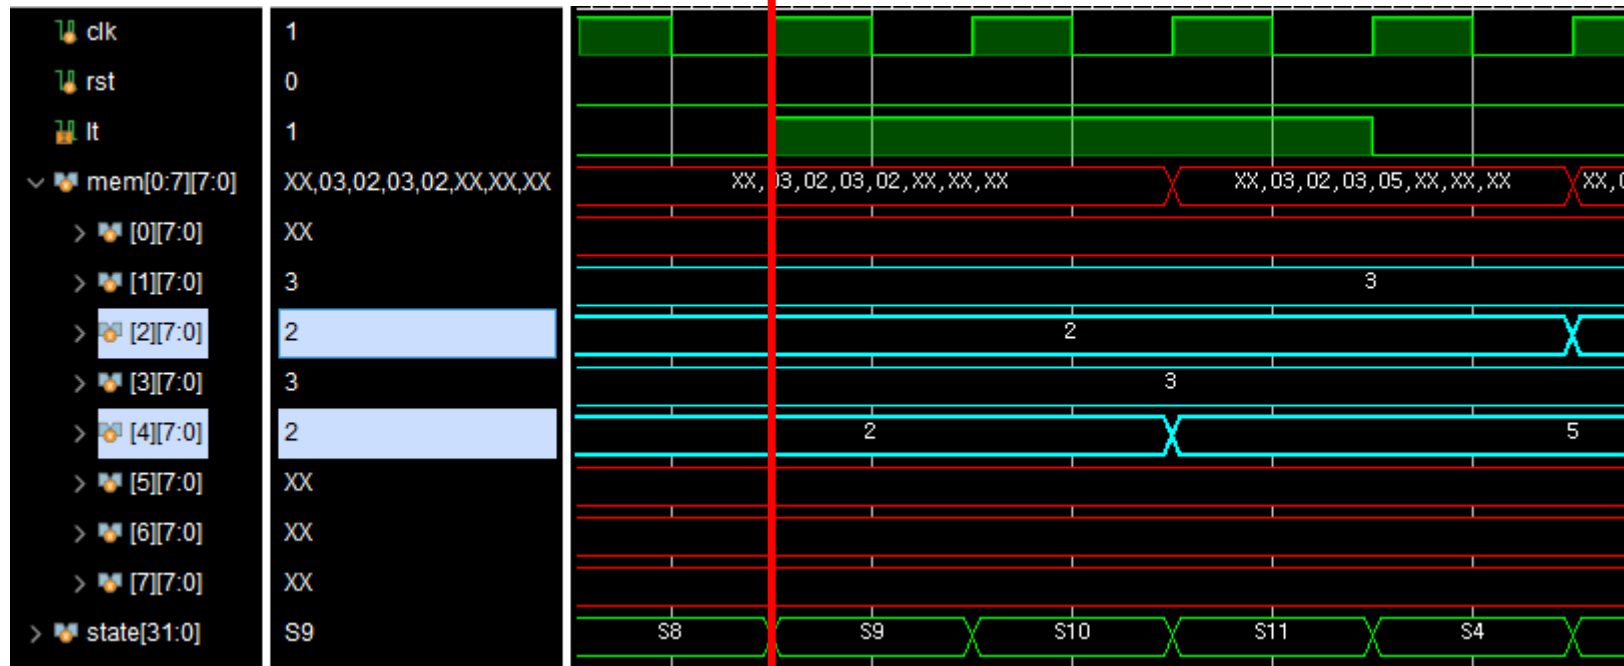 clk 1
rst 0
lt 1
mem[0:7][7:0] XX,03,02,03,02,XX,XX,XX XX,03,02,03,02,XX,XX,XX XX,03,02,03,05,XX,XX,XX XX,0
[0][7:0] XX
[1][7:0] 3 3
[2][7:0] 2 2
[3][7:0] 3 3
[4][7:0] 2 2 5
[5][7:0] XX
[6][7:0] XX
[7][7:0] XX
state[31:0] S9 S8 S9 S10 S11 S4